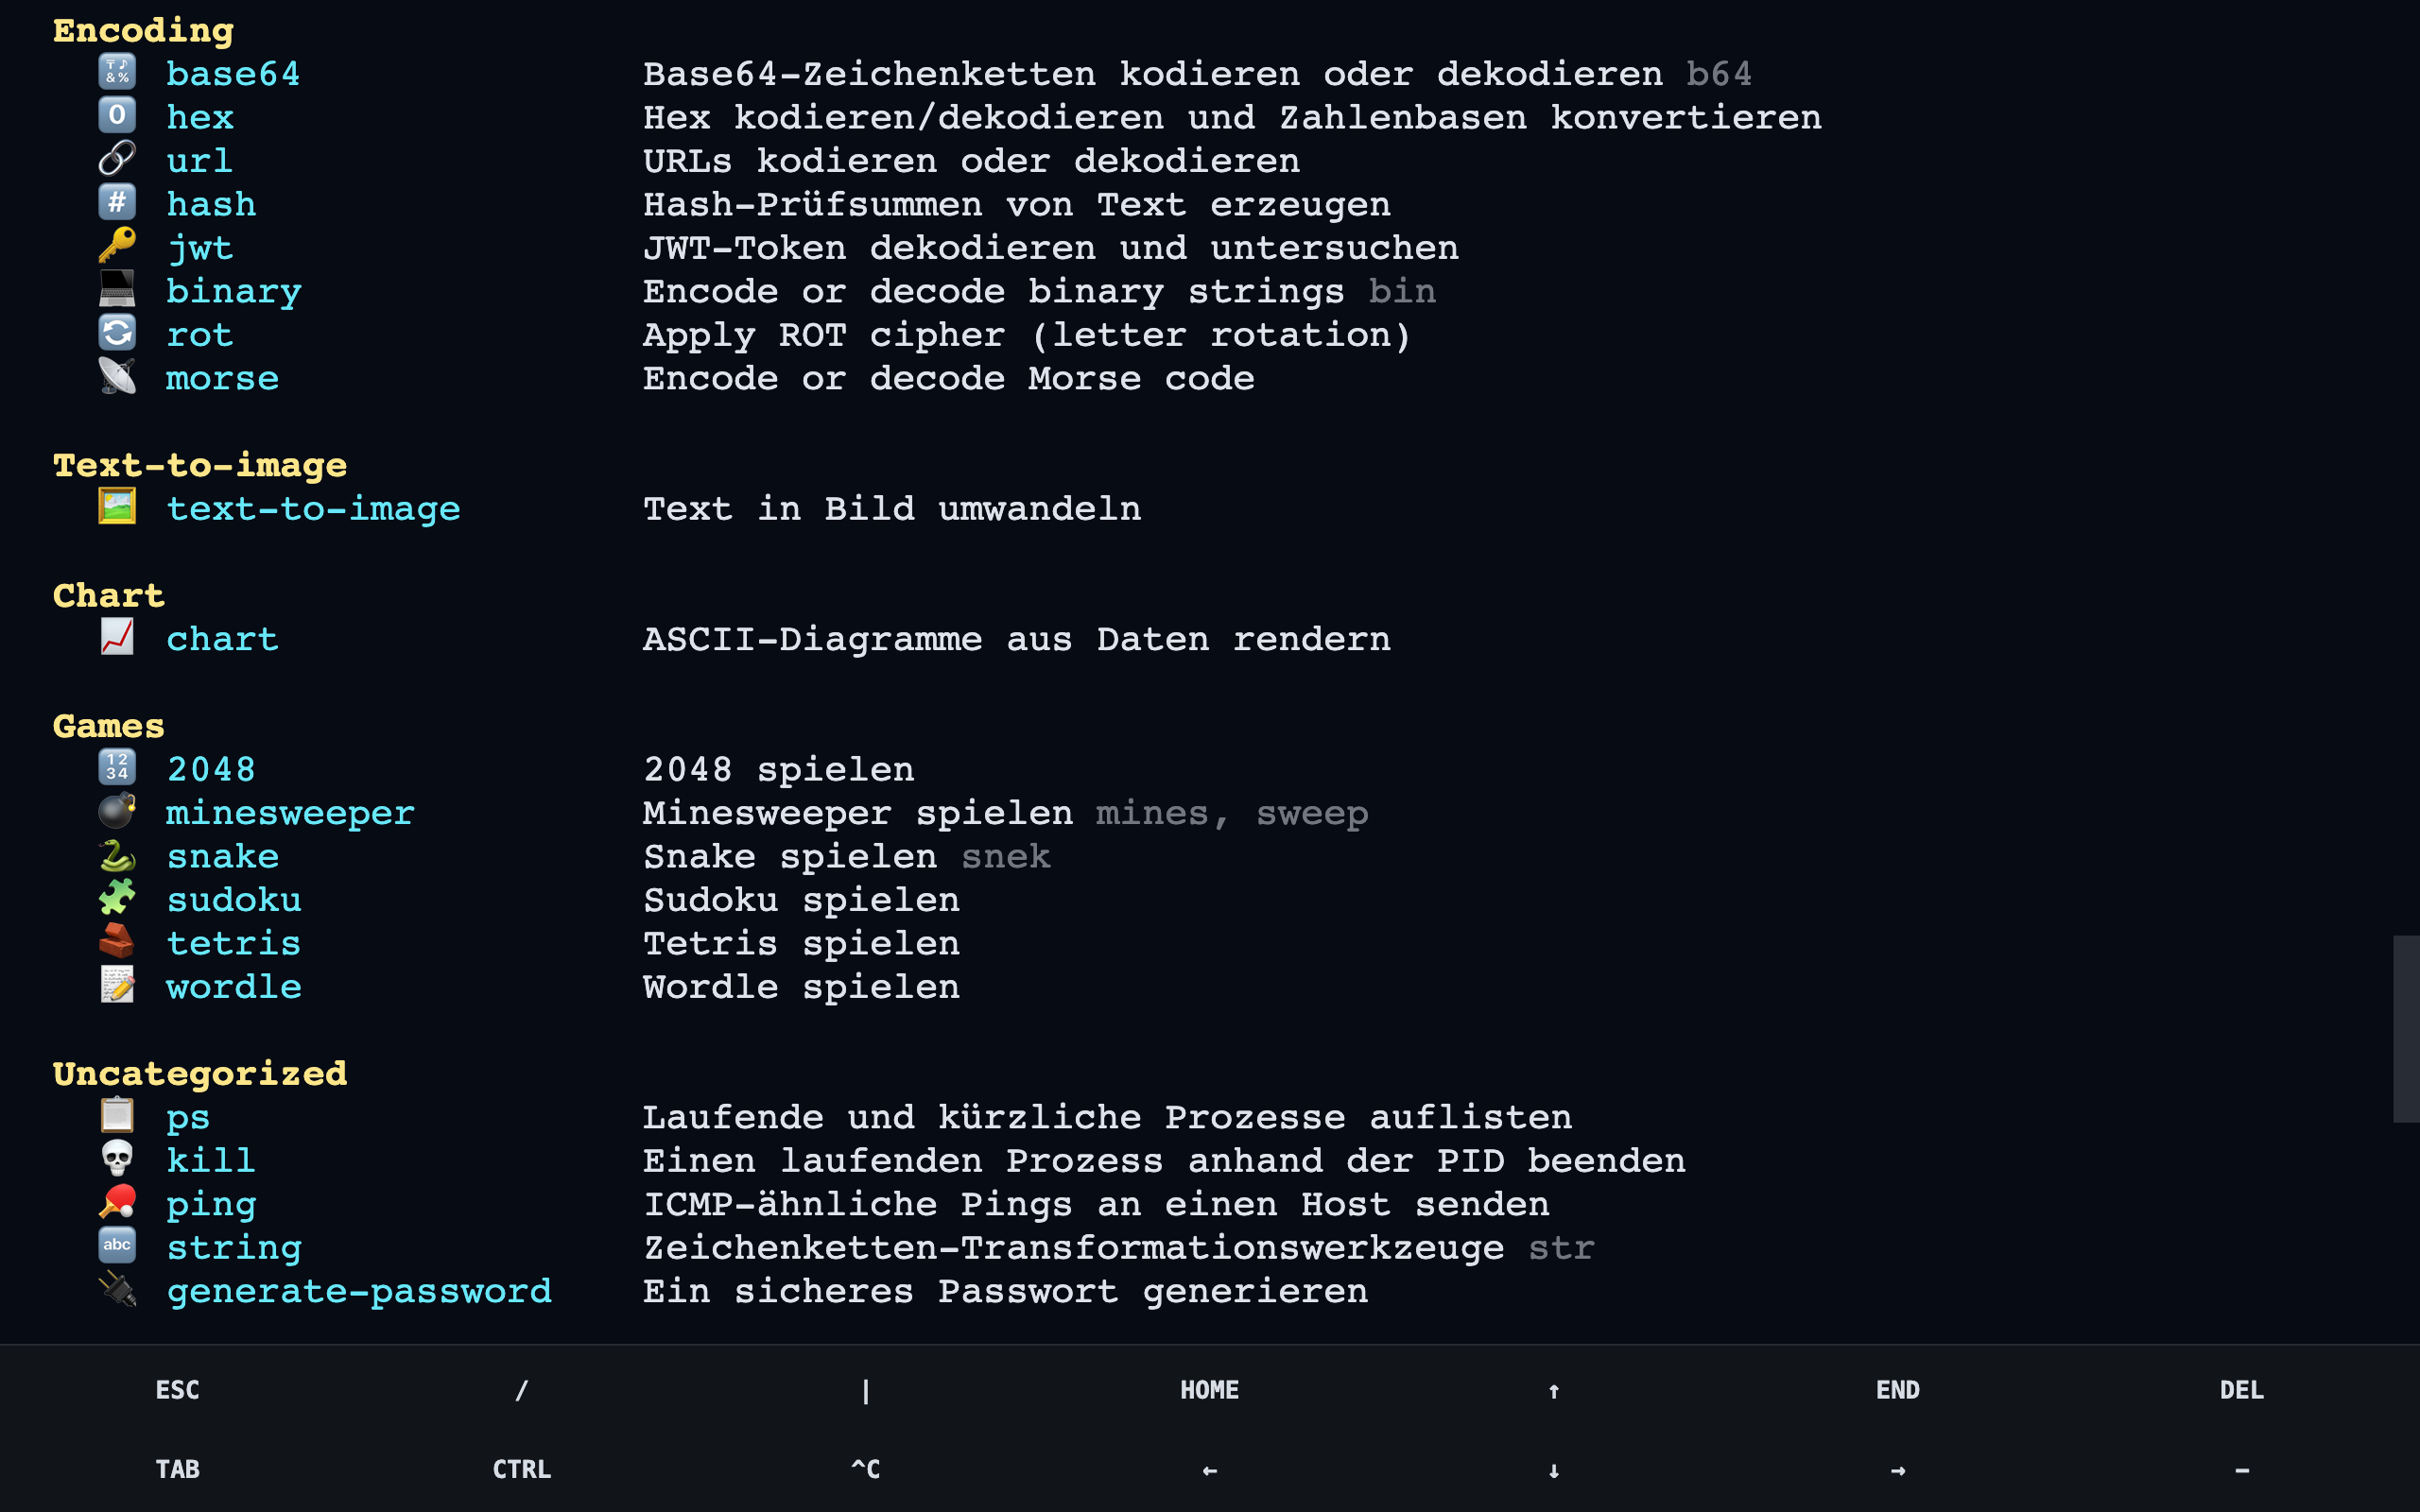 Encoding
base64 Base64-Zeichenketten kodieren oder dekodieren b64
hex Hex kodieren/dekodieren und Zahlenbasen konvertieren
url URLs kodieren oder dekodieren
hash Hash-Prüfsummen von Text erzeugen
jwt JWT-Token dekodieren und untersuchen
binary Encode or decode binary strings bin
rot Apply ROT cipher (letter rotation)
morse Encode or decode Morse code
Text-to-image
text-to-image Text in Bild umwandeln
Chart
chart ASCII-Diagramme aus Daten rendern
Games
2048 2048 spielen
minesweeper Minesweeper spielen mines, sweep
snake Snake spielen snek
sudoku Sudoku spielen
tetris Tetris spielen
wordle Wordle spielen
Uncategorized
ps Laufende und kürzliche Prozesse auflisten
kill Einen laufenden Prozess anhand der PID beenden
ping ICMP-ähnliche Pings an einen Host senden
string Zeichenketten-Transformationswerkzeuge str
generate-password Ein sicheres Passwort generieren
ESC / | HOME ↑ END DEL
TAB CTRL ^C ← ↓ → −